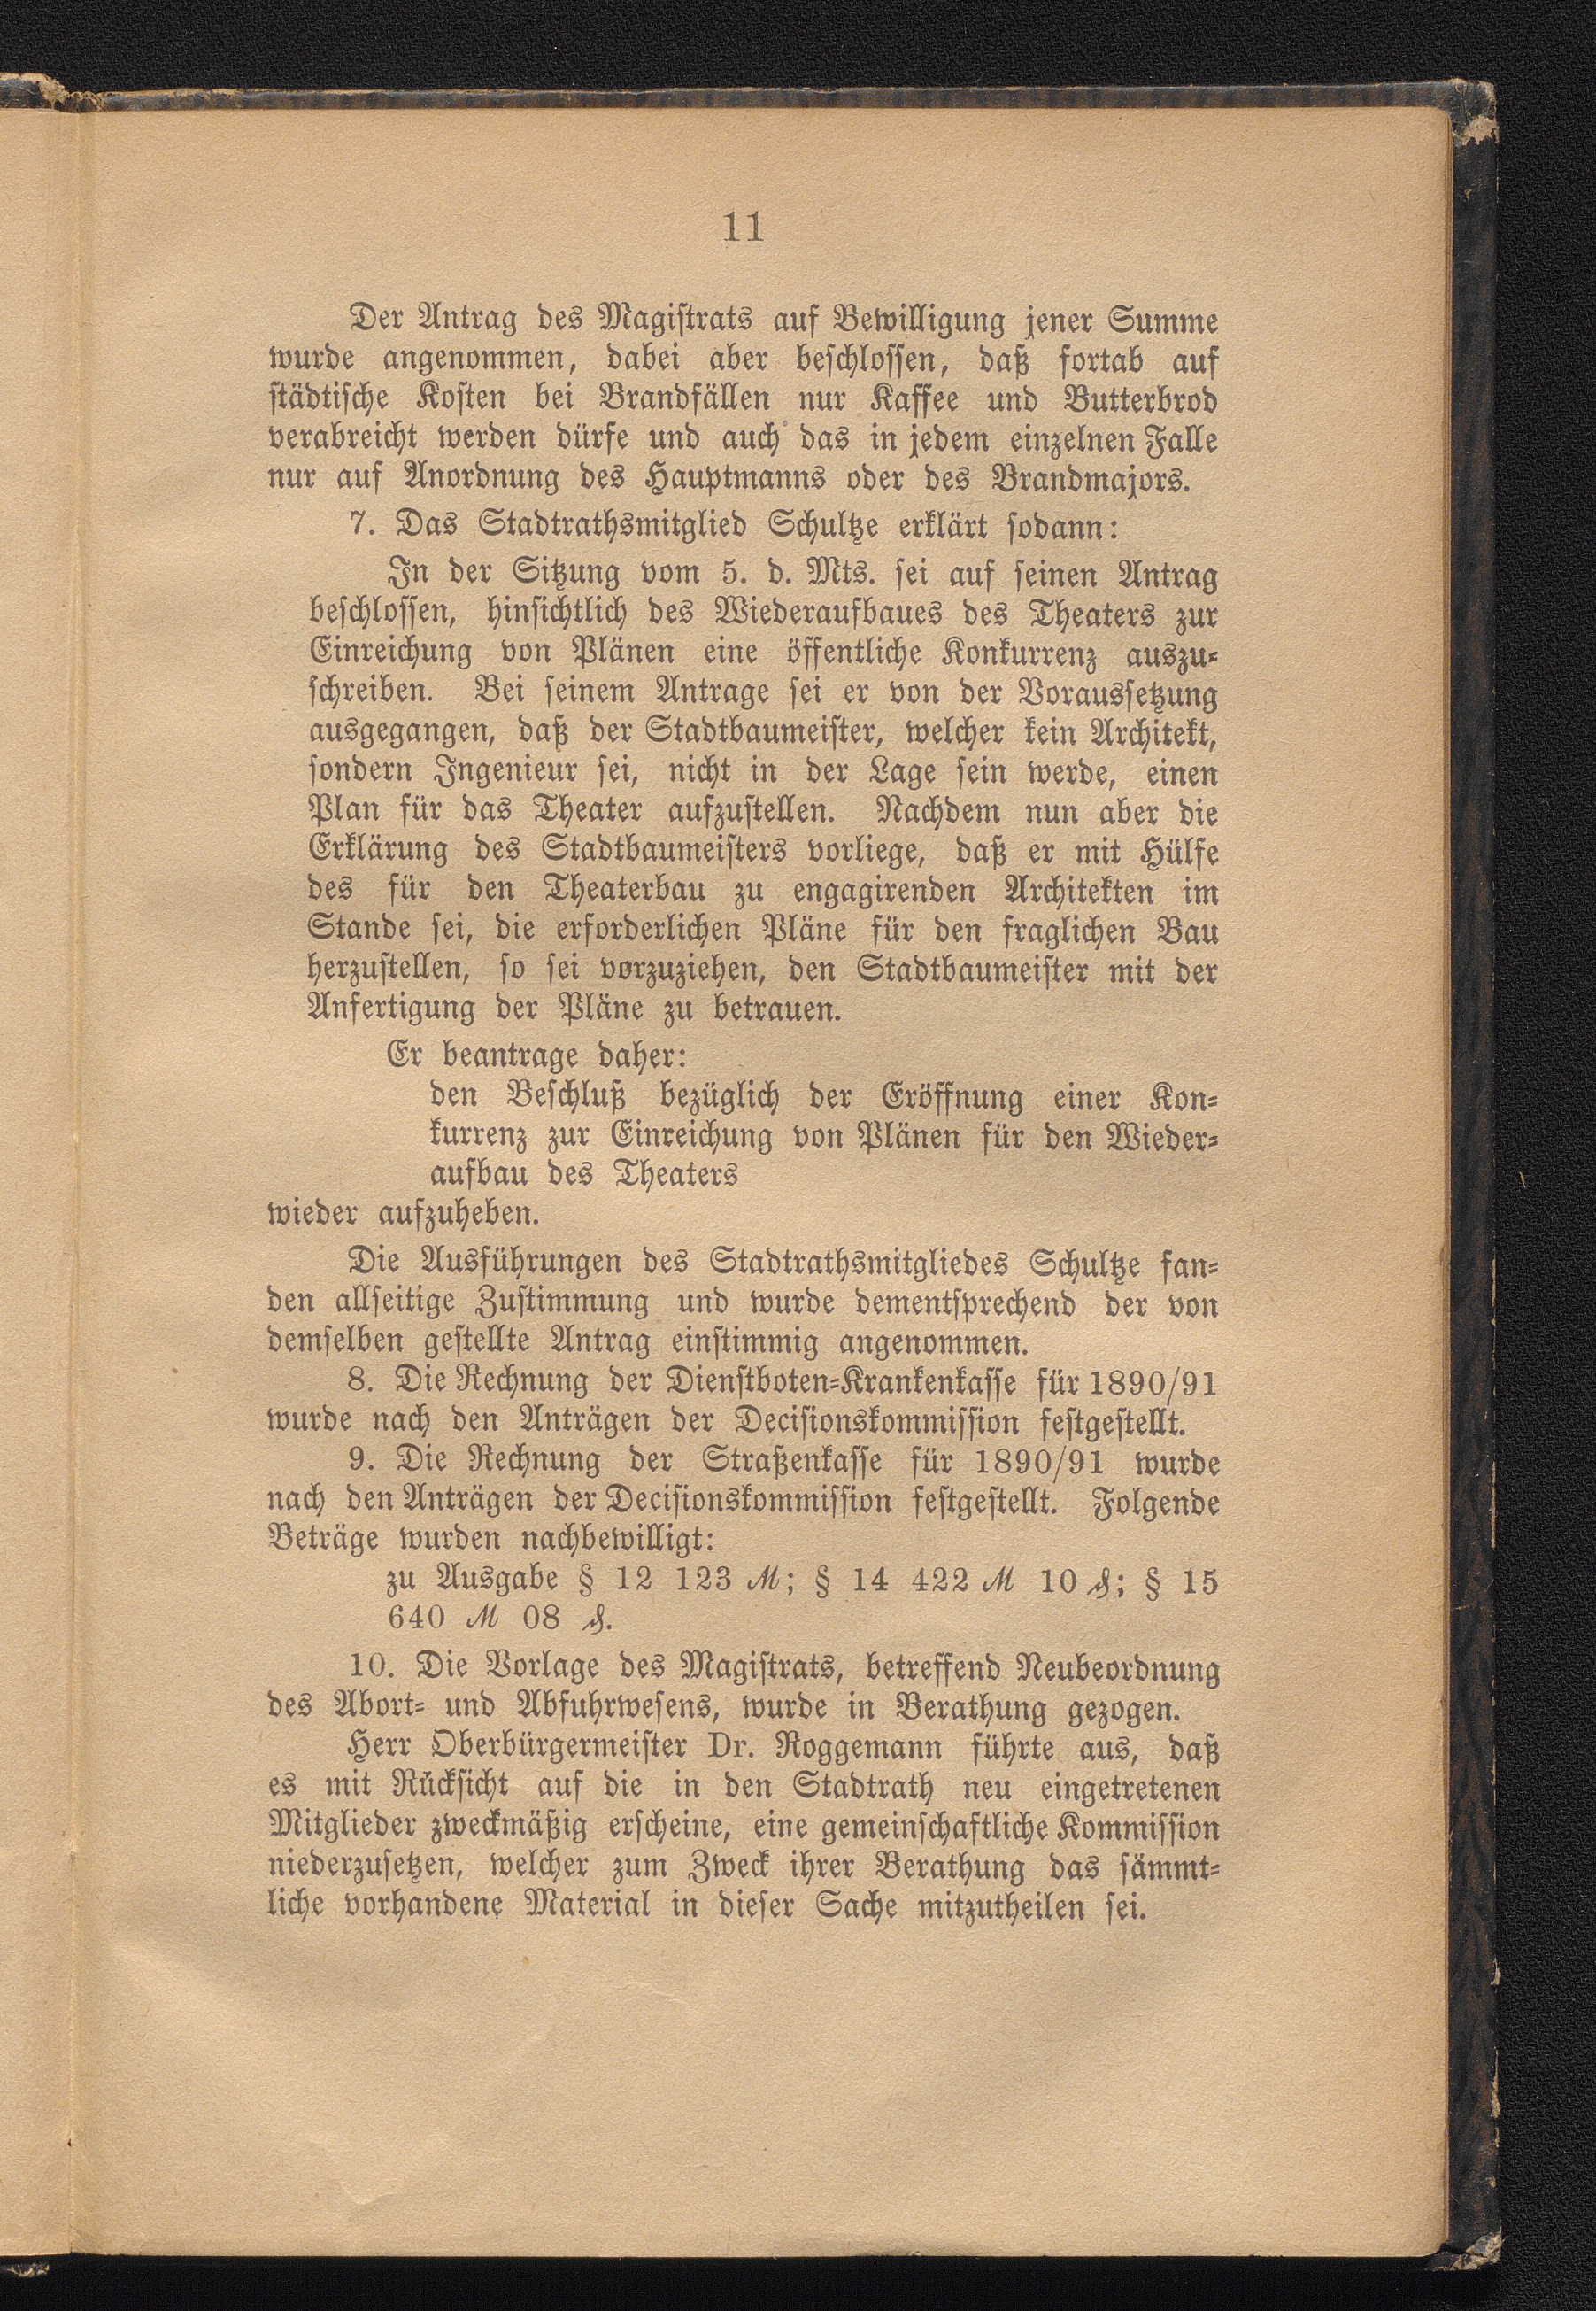 11
Der Antrag des Magistrats auf Bewilligung jener Summe
wurde angenommen, dabei aber beschlossen, daß fortab auf
städtische Kosten bei Brandfällen nur Kaffee und Butterbrod
verabreicht werden dürfe und auch das in jedem einzelnen Falle
nur auf Anordnung des Hauptmanns oder des Brandmajors.
7. Das Stadtrathsmitglied Schultze erklärt sodann:
In der Sitzung vom 5. d. Mts. sei auf seinen Antrag
beschlossen, hinsichtlich des Wiederaufbaues des Theaters zur
Einreichung von Plänen eine öffentliche Konkurrenz auszu-
schreiben. Bei seinem Antrage sei er von der Voraussetzung
ausgegangen, daß der Stadtbaumeister, welcher kein Architekt,
sondern Ingenieur sei, nicht in der Lage sein werde, einen
Plan für das Theater aufzustellen. Nachdem nun aber die
Erklärung des Stadtbaumeisters vorliege, daß er mit Hülfe
des für den Theaterbau zu engagirenden Architekten im
Stande sei, die erforderlichen Pläne für den fraglichen Bau
herzustellen, so sei vorzuziehen, den Stadtbaumeister mit der
Anfertigung der Pläne zu betrauen.
Er beantrage daher:
den Beschluß bezüglich der Eröffnung einer Kon-
kurrenz zur Einreichung von Plänen für den Wieder-
aufbau des Theaters
wieder aufzuheben.
Die Ausführungen des Stadtrathsmitgliedes Schultze fan-
den allseitige Zustimmung und wurde dementsprechend der von
demselben gestellte Antrag einstimmig angenommen.
8. Die Rechnung der Dienstboten-Krankenkasse für 1890/91
wurde nach den Anträgen der Decisionskommission festgestellt.
9. Die Rechnung der Straßenkasse für 1890/91 wurde
nach den Anträgen der Decisionskommission festgestellt. Folgende
Beträge wurden nachbewilligt:
zu Ausgabe § 12 123 ℳ; § 14 422 ℳ 10 ₰; § 15
640 ℳ 08 ₰.
10. Die Vorlage des Magistrats, betreffend Neubeordnung
des Abort- und Abfuhrwesens, wurde in Berathung gezogen.
Herr Oberbürgermeister Dr. Roggemann führte aus, daß
es mit Rücksicht auf die in den Stadtrath neu eingetretenen
Mitglieder zweckmäßig erscheine, eine gemeinschaftliche Kommission
niederzusetzen, welcher zum Zweck ihrer Berathung das sämmt-
liche vorhandene Material in dieser Sache mitzutheilen sei.